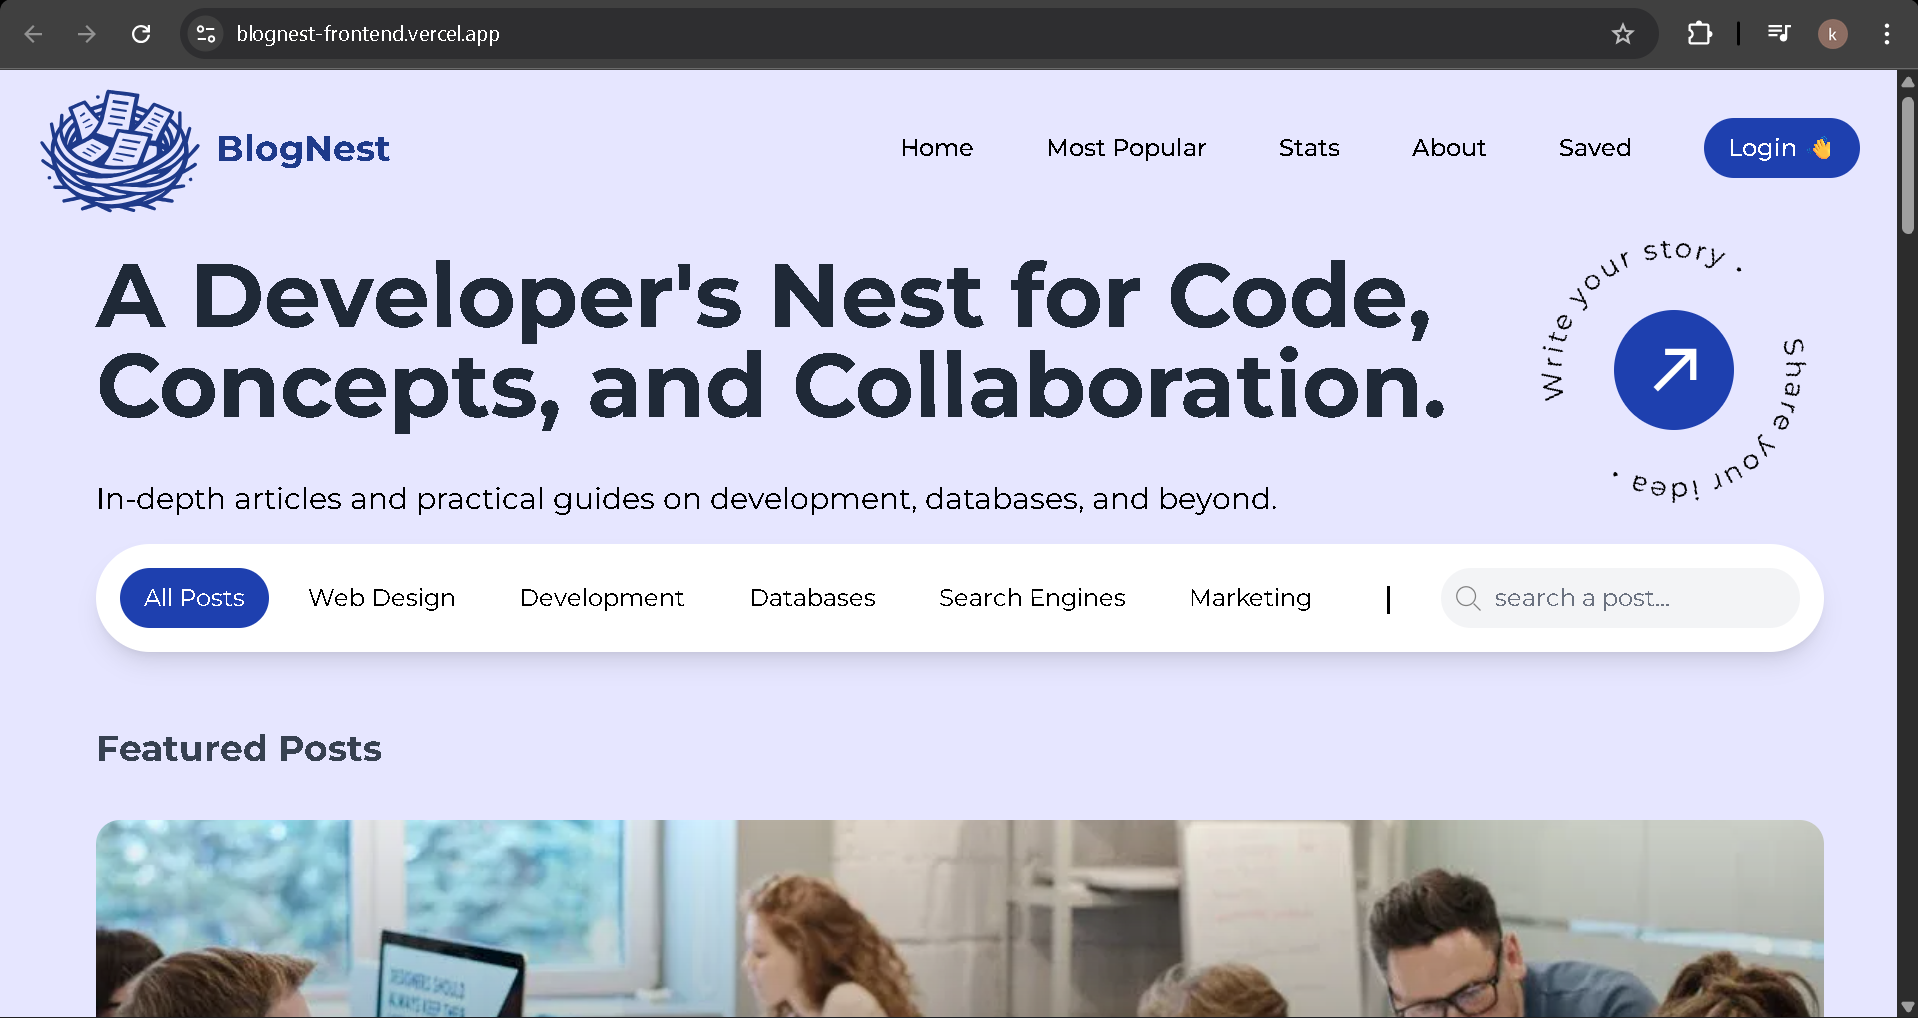 blognest-frontend.vercel.app
k
BlogNest
Home
Most Popular
Stats
About
Saved
Login 👋
A Developer's Nest for Code,
Concepts, and Collaboration.
Write your story •
Share your idea •
In-depth articles and practical guides on development, databases, and beyond.
All Posts
Web Design
Development
Databases
Search Engines
Marketing
|
search a post...
Featured Posts
DESIGNERS SHOULD
ALWAYS KEEP THEIR